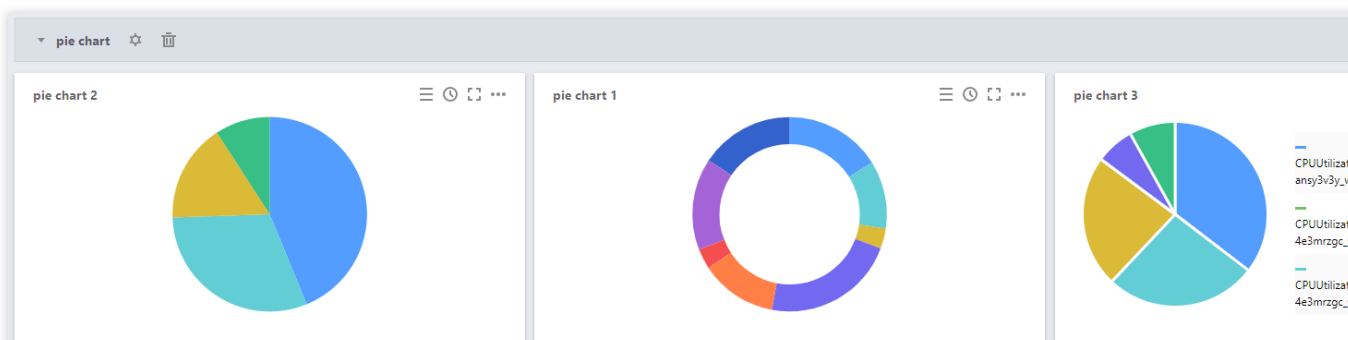 pie chart
pie chart 2
pie chart 1
pie chart 3
CPUUtilizat
ansy3v3y_v
CPUUtilizat
4e3mrzgc_
CPUUtilizat
4e3mrzgc_